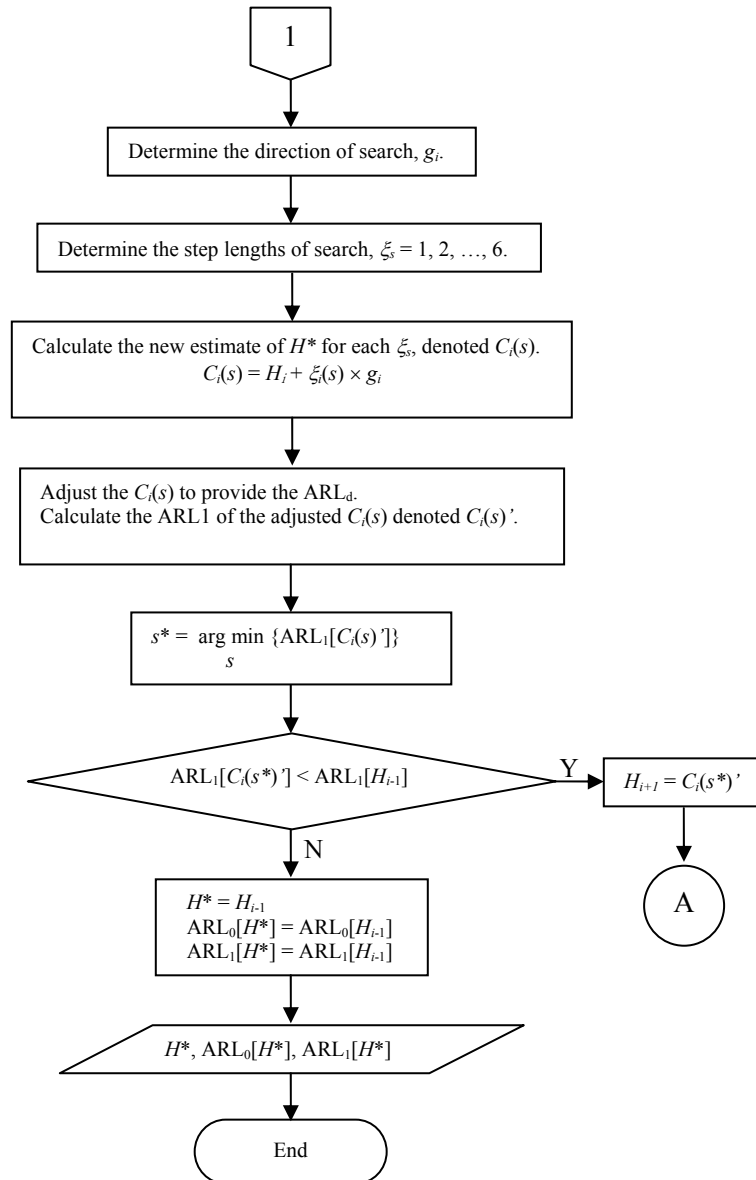 1
Determine the direction of search, gᵢ.
Determine the step lengths of search, ξₛ = 1, 2, …, 6.
Calculate the new estimate of H* for each ξₛ, denoted Cᵢ(s).
Cᵢ(s) = Hᵢ + ξᵢ(s) × gᵢ
Adjust the Cᵢ(s) to provide the ARL_d.
Calculate the ARL1 of the adjusted Cᵢ(s) denoted Cᵢ(s)’.
s* = arg min {ARL₁[Cᵢ(s)’]}
s
ARL₁[Cᵢ(s*)’] < ARL₁[Hᵢ₋₁]
Y
Hᵢ₊₁ = Cᵢ(s*)’
N
A
H* = Hᵢ₋₁
ARL₀[H*] = ARL₀[Hᵢ₋₁]
ARL₁[H*] = ARL₁[Hᵢ₋₁]
H*, ARL₀[H*], ARL₁[H*]
End